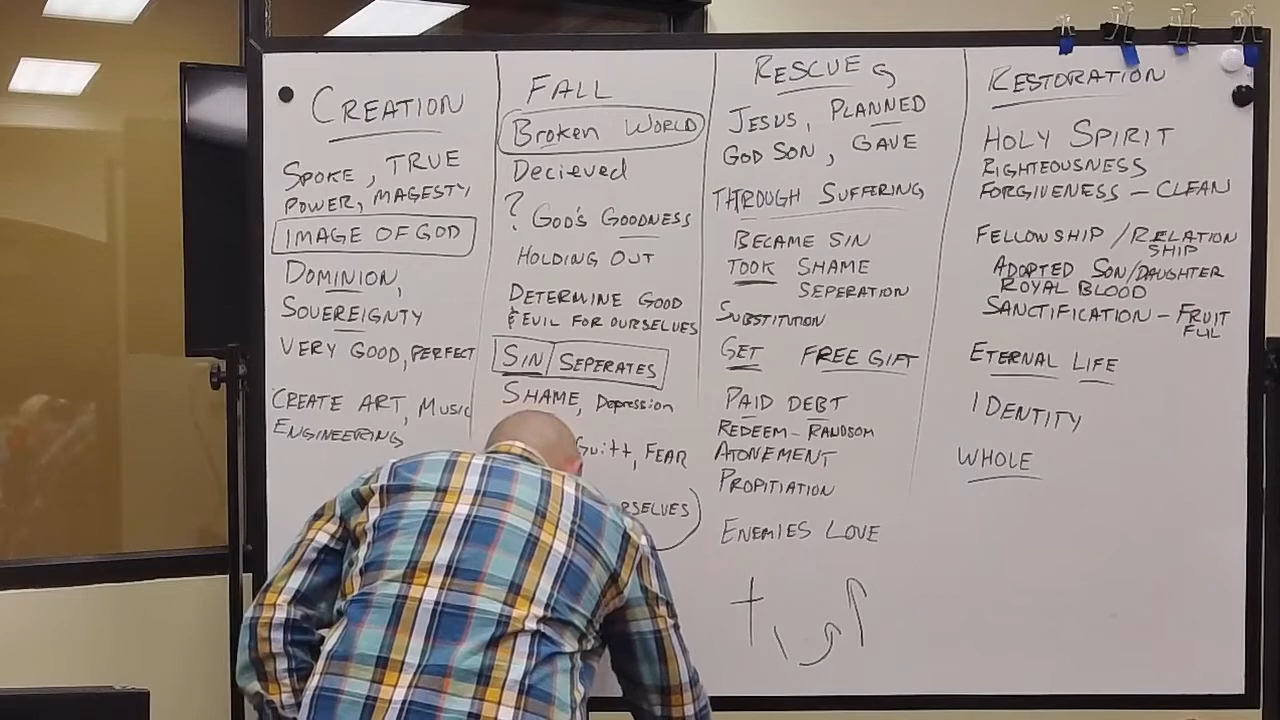 CREATION
SPOKE, TRUE
POWER, MAGESTY
IMAGE OF GOD
DOMINION,
SOVEREIGNTY
VERY GOOD, PERFECT
CREATE ART, MUSIC
ENGINEERING
FALL
Broken WORLD
Decieved
? GOD'S GOODNESS
HOLDING OUT
DETERMINE GOOD
& EVIL FOR OURSELVES
SIN/SEPERATES
SHAME, Depression
GuiTT, FEAR
RSELVES
RESCUE
JESUS, PLANNED
GOD SON, GAVE
THROUGH SUFFERING
BECAME SIN
TOOK SHAME
SEPERATION
SUBSTITUTION
GET FREE GIFT
PAID DEBT
REDEEM - RANDSOM
ATONEMENT
PROPITIATION
ENEMIES LOVE
RESTORATION
HOLY SPIRIT
RIGHTEOUSNESS
FORGIVENESS - CLEAN
FELLOWSHIP / RELATION
SHIP
ADOPTED SON/DAUGHTER
ROYAL BLOOD
SANCTIFICATION - FRUIT
FUL
ETERNAL LIFE
IDENTITY
WHOLE